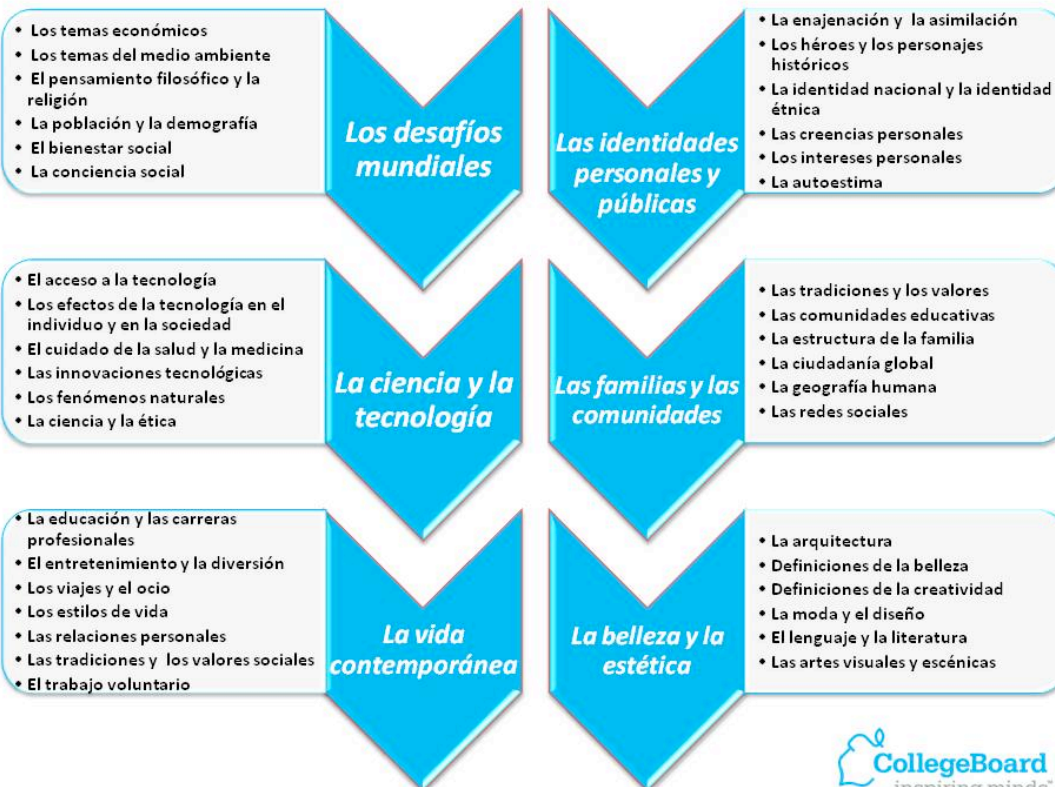 • Los temas económicos
• Los temas del medio ambiente
• El pensamiento filosófico y la
religión
• La población y la demografía
• El bienestar social
• La conciencia social
Los desafíos
mundiales
Las identidades
personales y
públicas
• La enajenación y la asimilación
• Los héroes y los personajes
históricos
• La identidad nacional y la identidad
étnica
• Las creencias personales
• Los intereses personales
• La autoestima
• El acceso a la tecnología
• Los efectos de la tecnología en el
individuo y en la sociedad
• El cuidado de la salud y la medicina
• Las innovaciones tecnológicas
• Los fenómenos naturales
• La ciencia y la ética
La ciencia y la
tecnología
Las familias y las
comunidades
• Las tradiciones y los valores
• Las comunidades educativas
• La estructura de la familia
• La ciudadanía global
• La geografía humana
• Las redes sociales
• La educación y las carreras
profesionales
• El entretenimiento y la diversión
• Los viajes y el ocio
• Los estilos de vida
• Las relaciones personales
• Las tradiciones y los valores sociales
• El trabajo voluntario
La vida
contemporánea
La belleza y la
estética
• La arquitectura
• Definiciones de la belleza
• Definiciones de la creatividad
• La moda y el diseño
• El lenguaje y la literatura
• Las artes visuales y escénicas
CollegeBoard
inspiring minds